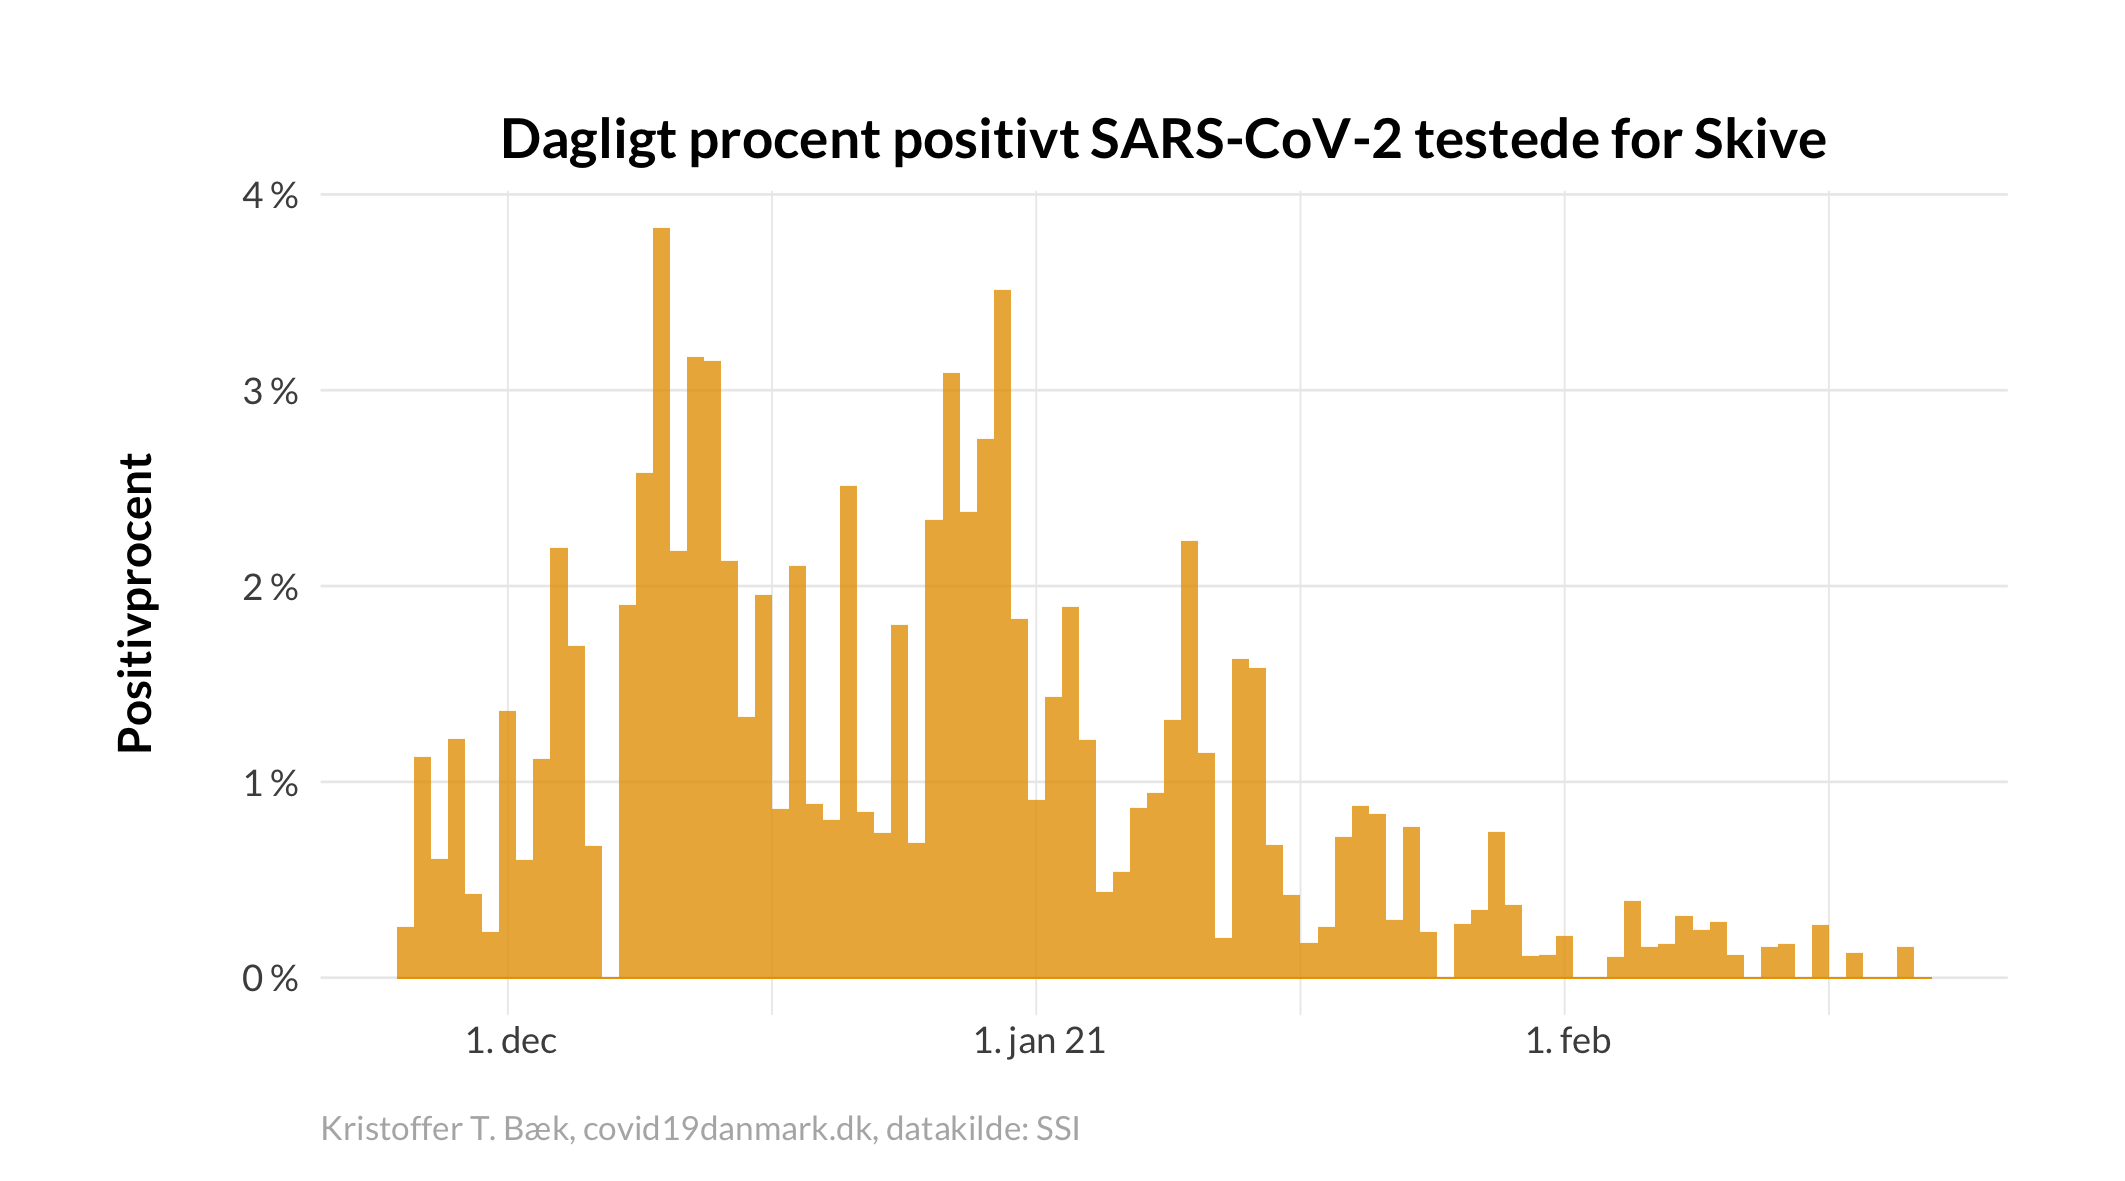 Dagligt procent positivt SARS-CoV-2 testede for Skive
Positivprocent
4 %
3 %
2 %
1 %
0 %
1. dec
1. jan 21
1. feb
Kristoffer T. Bæk, covid19danmark.dk, datakilde: SSI